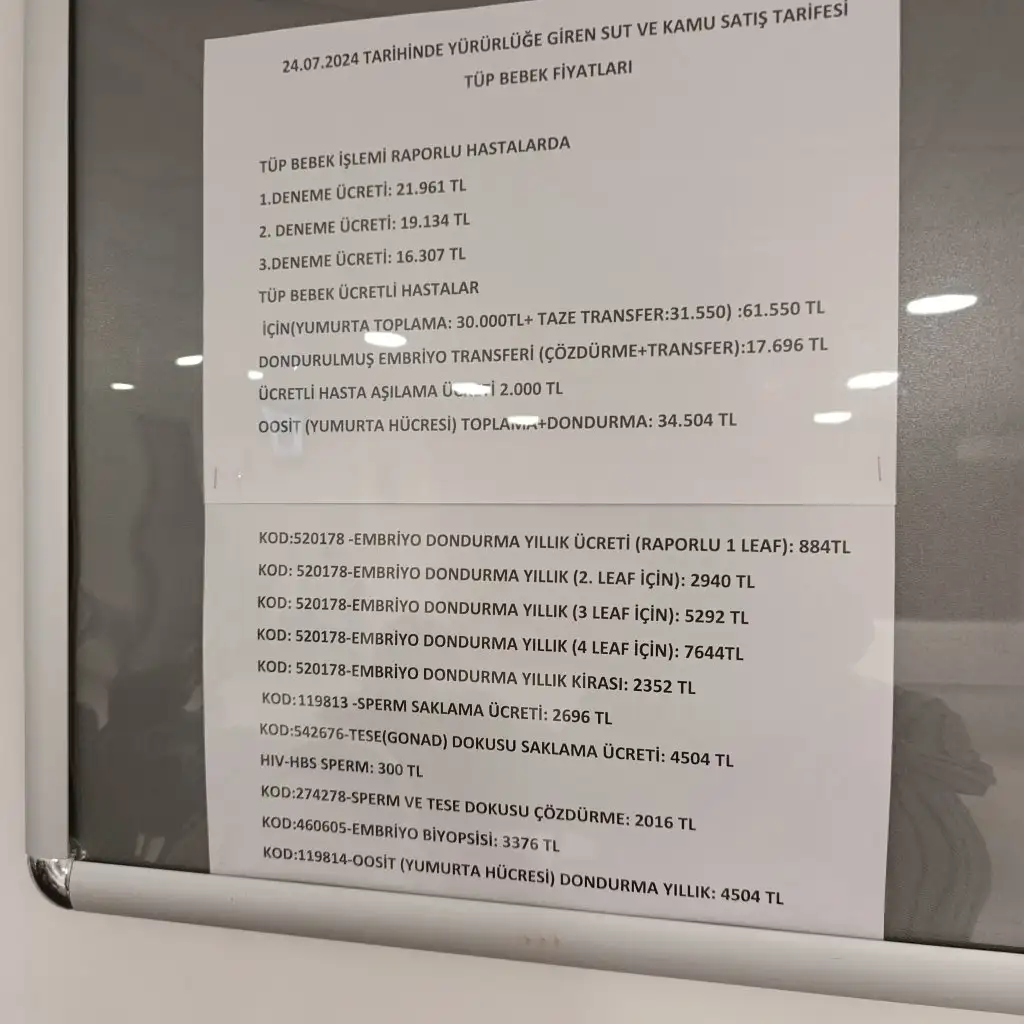 24.07.2024 TARİHİNDE YÜRÜRLÜĞE GİREN SUT VE KAMU SATIŞ TARİFESİ
TÜP BEBEK FİYATLARI
TÜP BEBEK İŞLEMİ RAPORLU HASTALARDA
1.DENEME ÜCRETİ: 21.961 TL
2. DENEME ÜCRETİ: 19.134 TL
3.DENEME ÜCRETİ: 16.307 TL
TÜP BEBEK ÜCRETLİ HASTALAR
İÇİN(YUMURTA TOPLAMA: 30.000TL+ TAZE TRANSFER:31.550) :61.550 TL
DONDURULMUŞ EMBRİYO TRANSFERİ (ÇÖZDÜRME+TRANSFER):17.696 TL
ÜCRETLİ HASTA AŞILAMA ÜCRETİ 2.000 TL
OOSİT (YUMURTA HÜCRESİ) TOPLAMA+DONDURMA: 34.504 TL
KOD:520178 -EMBRİYO DONDURMA YILLIK ÜCRETİ (RAPORLU 1 LEAF): 884TL
KOD: 520178-EMBRİYO DONDURMA YILLIK (2. LEAF İÇİN): 2940 TL
KOD: 520178-EMBRİYO DONDURMA YILLIK (3 LEAF İÇİN): 5292 TL
KOD: 520178-EMBRİYO DONDURMA YILLIK (4 LEAF İÇİN): 7644TL
KOD: 520178-EMBRİYO DONDURMA YILLIK KİRASI: 2352 TL
KOD:119813 -SPERM SAKLAMA ÜCRETİ: 2696 TL
KOD:542676-TESE(GONAD) DOKUSU SAKLAMA ÜCRETİ: 4504 TL
HIV-HBS SPERM: 300 TL
KOD:274278-SPERM VE TESE DOKUSU ÇÖZDÜRME: 2016 TL
KOD:460605-EMBRİYO BİYOPSİSİ: 3376 TL
KOD:119814-OOSİT (YUMURTA HÜCRESİ) DONDURMA YILLIK: 4504 TL